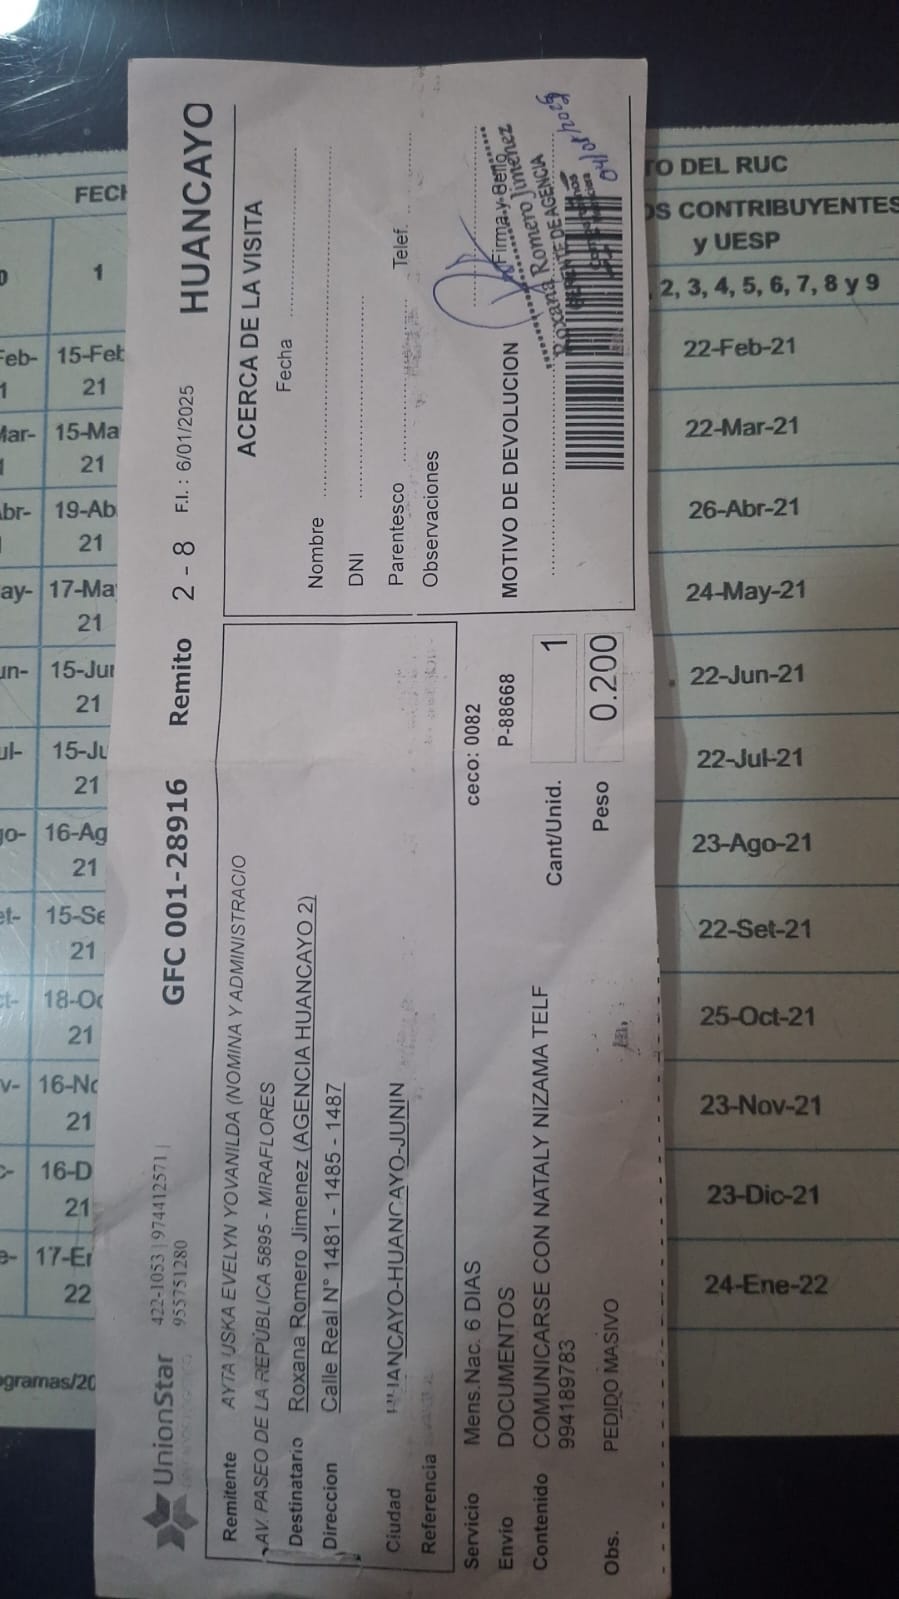 UnionStar
422-1053 | 974412571 |
955751280
GFC 001-28916 Remito 2 - 8 F.I. : 6/01/2025 HUANCAYO
Remitente AYTA USKA EVELYN YOVANILDA (NOMINA Y ADMINISTRACIO
AV. PASEO DE LA REPÚBLICA 5895 - MIRAFLORES
Destinatario Roxana Romero Jimenez (AGENCIA HUANCAYO 2)
Direccion Calle Real N° 1481 - 1485 - 1487
Ciudad HUANCAYO-HUANCAYO-JUNIN
Referencia
Servicio Mens.Nac. 6 DIAS ceco: 0082
Envío DOCUMENTOS P-88668
Contenido COMUNICARSE CON NATALY NIZAMA TELF
994189783
Cant/Unid. 1
Obs. PEDIDO MASIVO
Peso 0.200
ACERCA DE LA VISITA
Fecha
Nombre
DNI
Parentesco Telef.
Observaciones
Firma y
MOTIVO DE DEVOLUCION
Roxana Romero Jiménez
GERENTE DE AGENCIA
FECH
1
15-Feb
21
15-Ma
21
19-Ab
21
17-Ma
21
15-Jun
21
15-Ju
21
16-Ag
21
15-Se
21
18-Oc
21
16-No
21
16-D
21
17-En
22
ogramas/20
TO DEL RUC
OS CONTRIBUYENTES
y UESP
2, 3, 4, 5, 6, 7, 8 y 9
22-Feb-21
22-Mar-21
26-Abr-21
24-May-21
22-Jun-21
22-Jul-21
23-Ago-21
22-Set-21
25-Oct-21
23-Nov-21
23-Dic-21
24-Ene-22